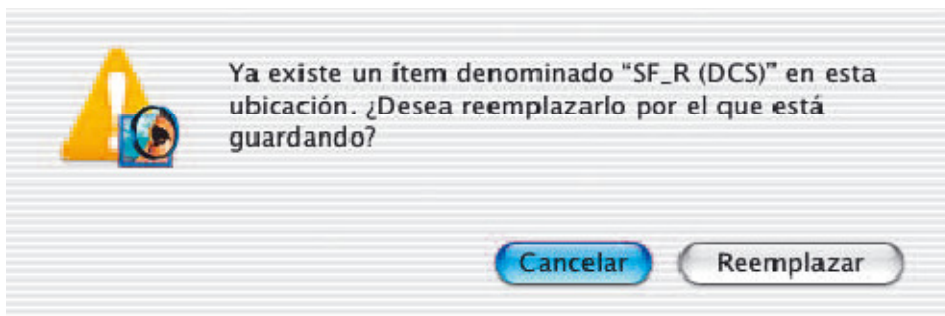 Ya existe un ítem denominado “SF_R (DCS)” en esta
ubicación. ¿Desea reemplazarlo por el que está
guardando?
Cancelar
Reemplazar